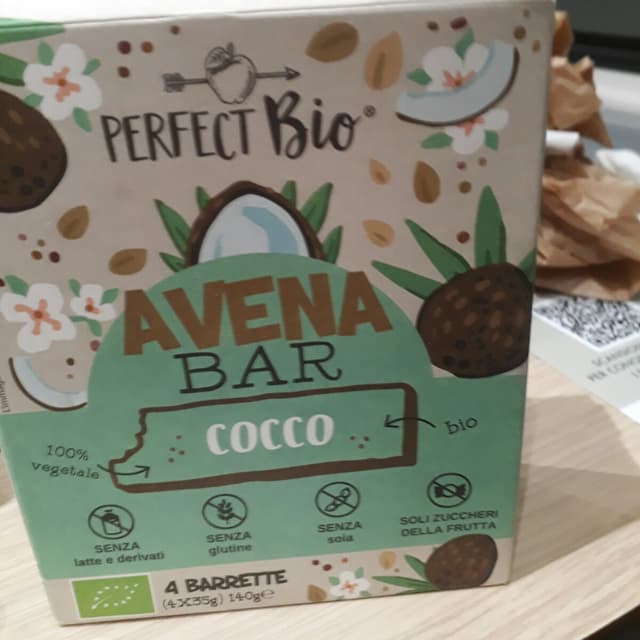 PERFECT Bio®
AVENA
BAR
COCCO
bio
100%
vegetale
SENZA
latte e derivati
SENZA
glutine
SENZA
soia
SOLI ZUCCHERI
DELLA FRUTTA
4 BARRETTE
(4X35g) 140g℮